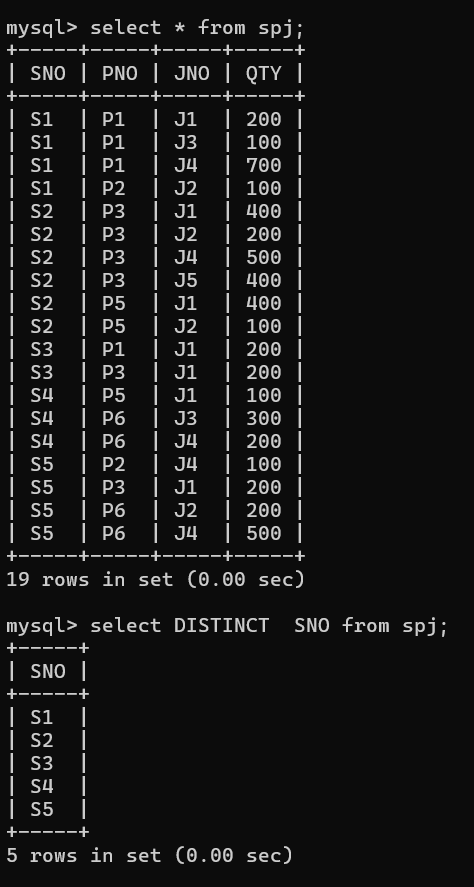 mysql> select * from spj;
+-----+-----+-----+-----+
| SNO | PNO | JNO | QTY |
+-----+-----+-----+-----+
| S1  | P1  | J1  | 200 |
| S1  | P1  | J3  | 100 |
| S1  | P1  | J4  | 700 |
| S1  | P2  | J2  | 100 |
| S2  | P3  | J1  | 400 |
| S2  | P3  | J2  | 200 |
| S2  | P3  | J4  | 500 |
| S2  | P3  | J5  | 400 |
| S2  | P5  | J1  | 400 |
| S2  | P5  | J2  | 100 |
| S3  | P1  | J1  | 200 |
| S3  | P3  | J1  | 200 |
| S4  | P5  | J1  | 100 |
| S4  | P6  | J3  | 300 |
| S4  | P6  | J4  | 200 |
| S5  | P2  | J4  | 100 |
| S5  | P3  | J1  | 200 |
| S5  | P6  | J2  | 200 |
| S5  | P6  | J4  | 500 |
+-----+-----+-----+-----+
19 rows in set (0.00 sec)

mysql> select DISTINCT  SNO from spj;
+-----+
| SNO |
+-----+
| S1  |
| S2  |
| S3  |
| S4  |
| S5  |
+-----+
5 rows in set (0.00 sec)